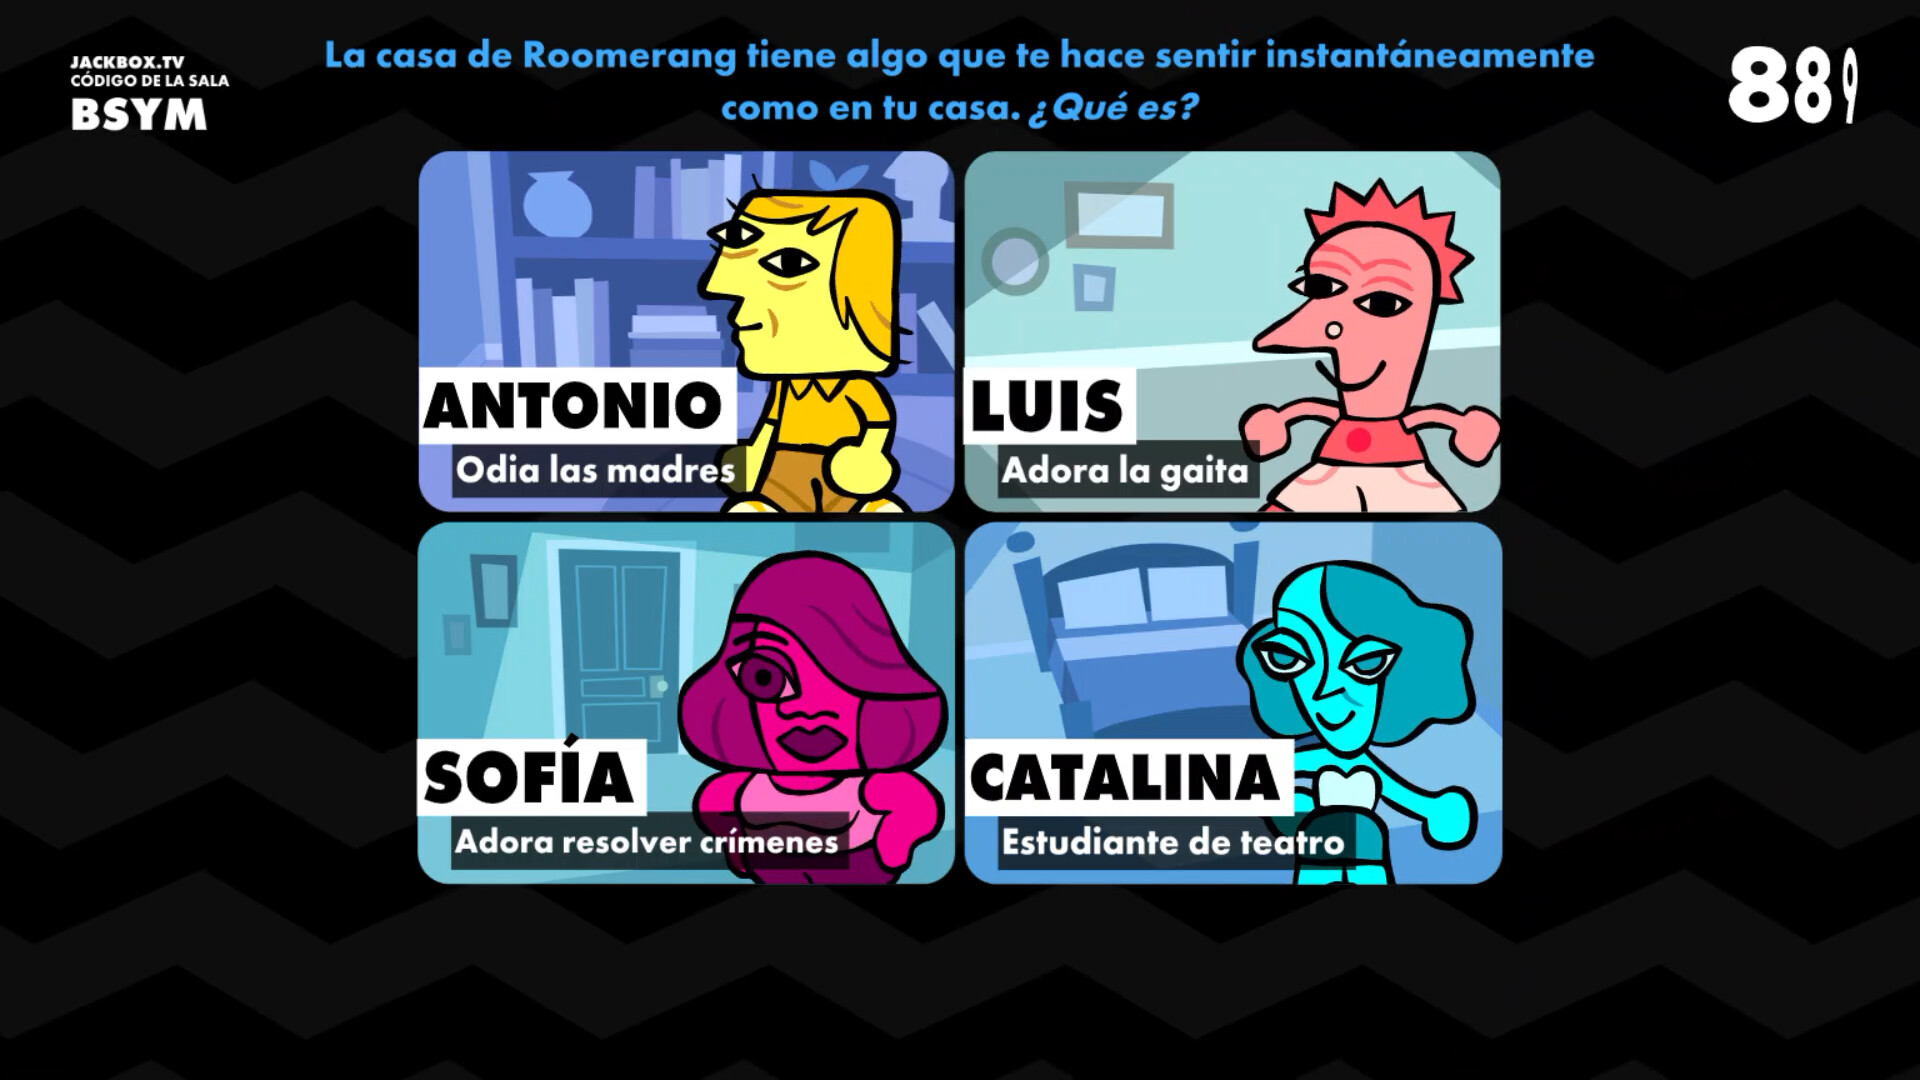 JACKBOX.TV
CÓDIGO DE LA SALA
BSYM
La casa de Roomerang tiene algo que te hace sentir instantáneamente
como en tu casa. ¿Qué es?
88
ANTONIO
Odia las madres
LUIS
Adora la gaita
SOFÍA
Adora resolver crímenes
CATALINA
Estudiante de teatro